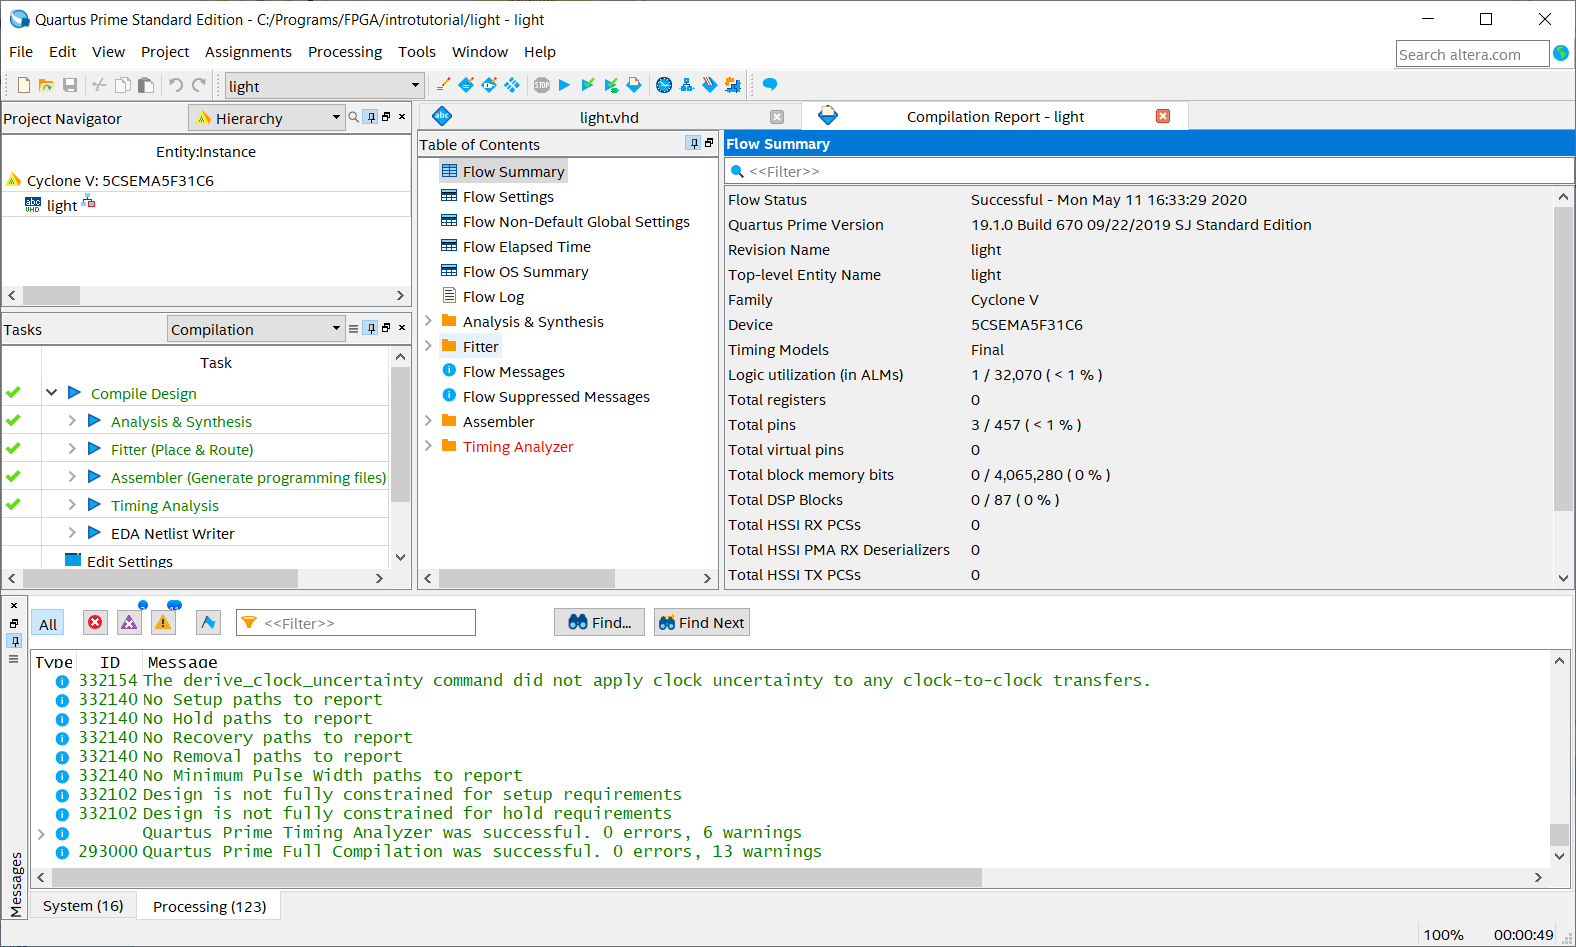 Quartus Prime Standard Edition - C:/Programs/FPGA/introtutorial/light - light
File Edit View Project Assignments Processing Tools Window Help
Search altera.com
light
STOP
Project Navigator
Hierarchy
Entity:Instance
Cyclone V: 5CSEMA5F31C6
abc VHD light
Tasks
Compilation
Task
Compile Design
Analysis & Synthesis
Fitter (Place & Route)
Assembler (Generate programming files)
Timing Analysis
EDA Netlist Writer
Edit Settings
abc light.vhd
Compilation Report - light
Table of Contents
Flow Summary
Flow Settings
Flow Non-Default Global Settings
Flow Elapsed Time
Flow OS Summary
Flow Log
Analysis & Synthesis
Fitter
Flow Messages
Flow Suppressed Messages
Assembler
Timing Analyzer
Flow Summary
<<Filter>>
Flow Status Successful - Mon May 11 16:33:29 2020
Quartus Prime Version 19.1.0 Build 670 09/22/2019 SJ Standard Edition
Revision Name light
Top-level Entity Name light
Family Cyclone V
Device 5CSEMA5F31C6
Timing Models Final
Logic utilization (in ALMs) 1 / 32,070 ( < 1 % )
Total registers 0
Total pins 3 / 457 ( < 1 % )
Total virtual pins 0
Total block memory bits 0 / 4,065,280 ( 0 % )
Total DSP Blocks 0 / 87 ( 0 % )
Total HSSI RX PCSs 0
Total HSSI PMA RX Deserializers 0
Total HSSI TX PCSs 0
All
<<Filter>>
Find...
Find Next
Type ID Message
332154 The derive_clock_uncertainty command did not apply clock uncertainty to any clock-to-clock transfers.
332140 No Setup paths to report
332140 No Hold paths to report
332140 No Recovery paths to report
332140 No Removal paths to report
332140 No Minimum Pulse Width paths to report
332102 Design is not fully constrained for setup requirements
332102 Design is not fully constrained for hold requirements
Quartus Prime Timing Analyzer was successful. 0 errors, 6 warnings
293000 Quartus Prime Full Compilation was successful. 0 errors, 13 warnings
Messages
System (16)
Processing (123)
100% 00:00:49